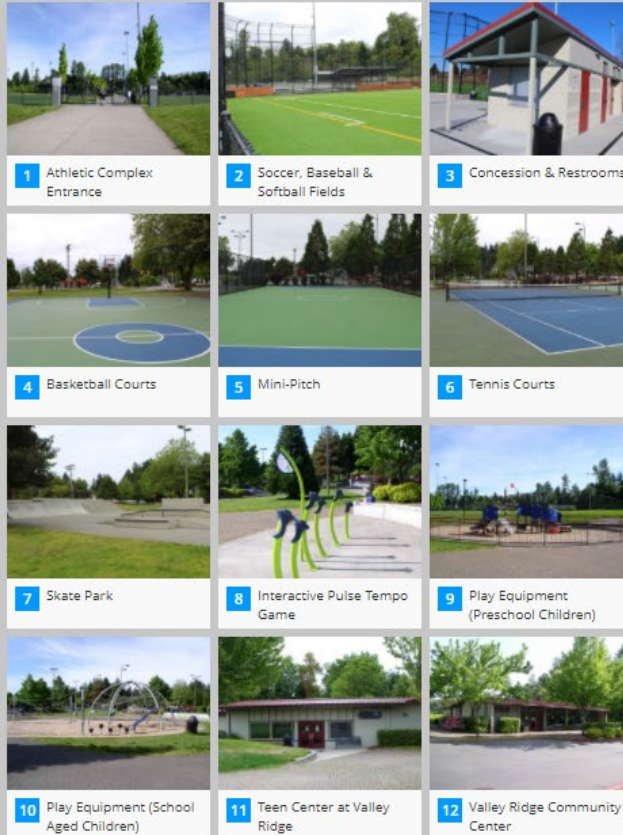 1 Athletic Complex
Entrance
2 Soccer, Baseball &
Softball Fields
3 Concession & Restrooms
4 Basketball Courts
5 Mini-Pitch
6 Tennis Courts
7 Skate Park
8 Interactive Pulse Tempo
Game
9 Play Equipment
(Preschool Children)
10 Play Equipment (School
Aged Children)
11 Teen Center at Valley
Ridge
12 Valley Ridge Community
Center